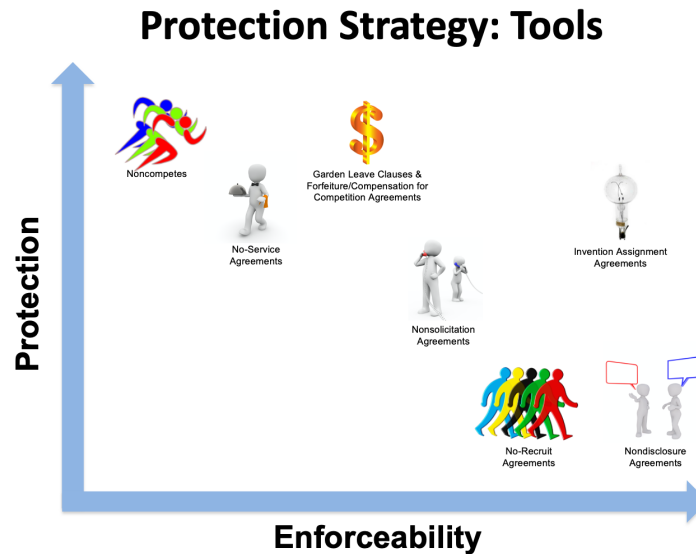 Protection Strategy: Tools
Protection
Noncompetes
Garden Leave Clauses &
Forfeiture/Compensation for
Competition Agreements
No-Service
Agreements
Invention Assignment
Agreements
Nonsolicitation
Agreements
No-Recruit
Agreements
Nondisclosure
Agreements
Enforceability